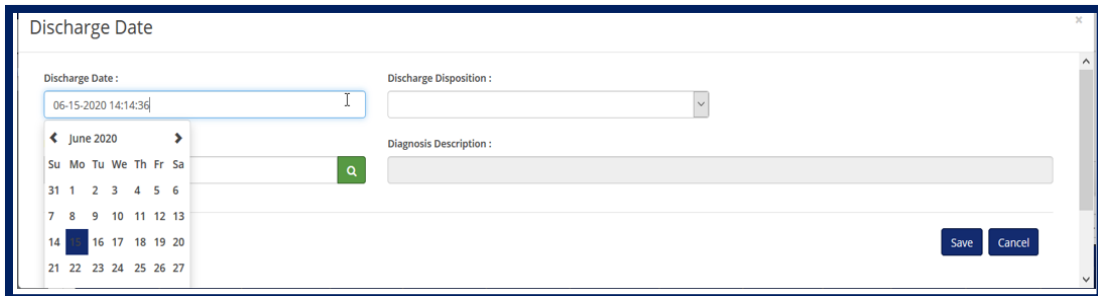 Discharge Date
×
Discharge Date :
Discharge Disposition :
06-15-2020 14:14:36
June 2020
Diagnosis Description :
Su Mo Tu We Th Fr Sa
31 1 2 3 4 5 6
7 8 9 10 11 12 13
14 15 16 17 18 19 20
Save Cancel
21 22 23 24 25 26 27